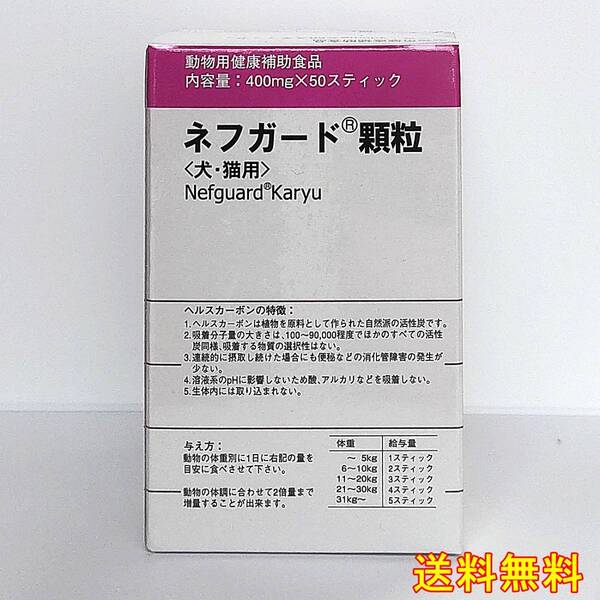 動物用健康補助食品
内容量：400mg×50スティック
ネフガード®顆粒
〈犬・猫用〉
Nefguard®Karyu
ヘルスカーボンの特徴：
1.ヘルスカーボンは植物を原料として作られた自然派の活性炭です。
2.吸着分子量の大きさは、100～90,000程度でほかのすべての活性
炭同様、吸着する物質の選択性はない。
3.連続的に摂取し続けた場合にも便秘などの消化管障害の発生が
少ない。
4.溶液系のpHに影響しないため酸、アルカリなどを吸着しない。
5.生体内には取り込まれない。
与え方：
動物の体重別に1日に右記の量を
目安に食べさせて下さい。
動物の体調に合わせて2倍量まで
増量することが出来ます。
体重 給与量
～ 5kg 1スティック
6～10kg 2スティック
11～20kg 3スティック
21～30kg 4スティック
31kg～ 5スティック
送料無料